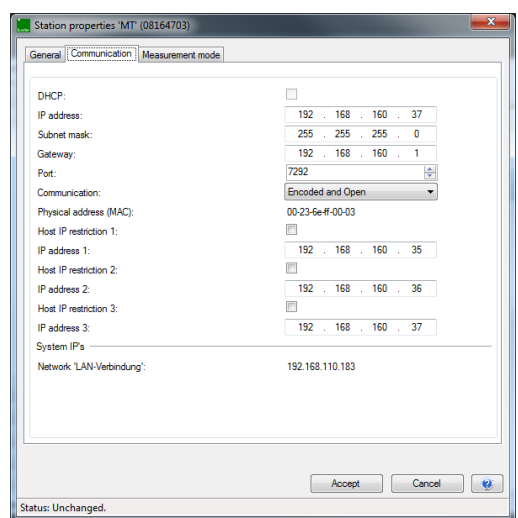 Station properties 'MT' (08164703)
General Communication Measurement mode
DHCP:
IP address: 192 . 168 . 160 . 37
Subnet mask: 255 . 255 . 255 . 0
Gateway: 192 . 168 . 160 . 1
Port: 7292
Communication: Encoded and Open
Physical address (MAC): 00-23-6e-ff-00-03
Host IP restriction 1:
IP address 1: 192 . 168 . 160 . 35
Host IP restriction 2:
IP address 2: 192 . 168 . 160 . 36
Host IP restriction 3:
IP address 3: 192 . 168 . 160 . 37
System IP's
Network 'LAN-Verbindung': 192.168.110.183
Accept Cancel
Status: Unchanged.